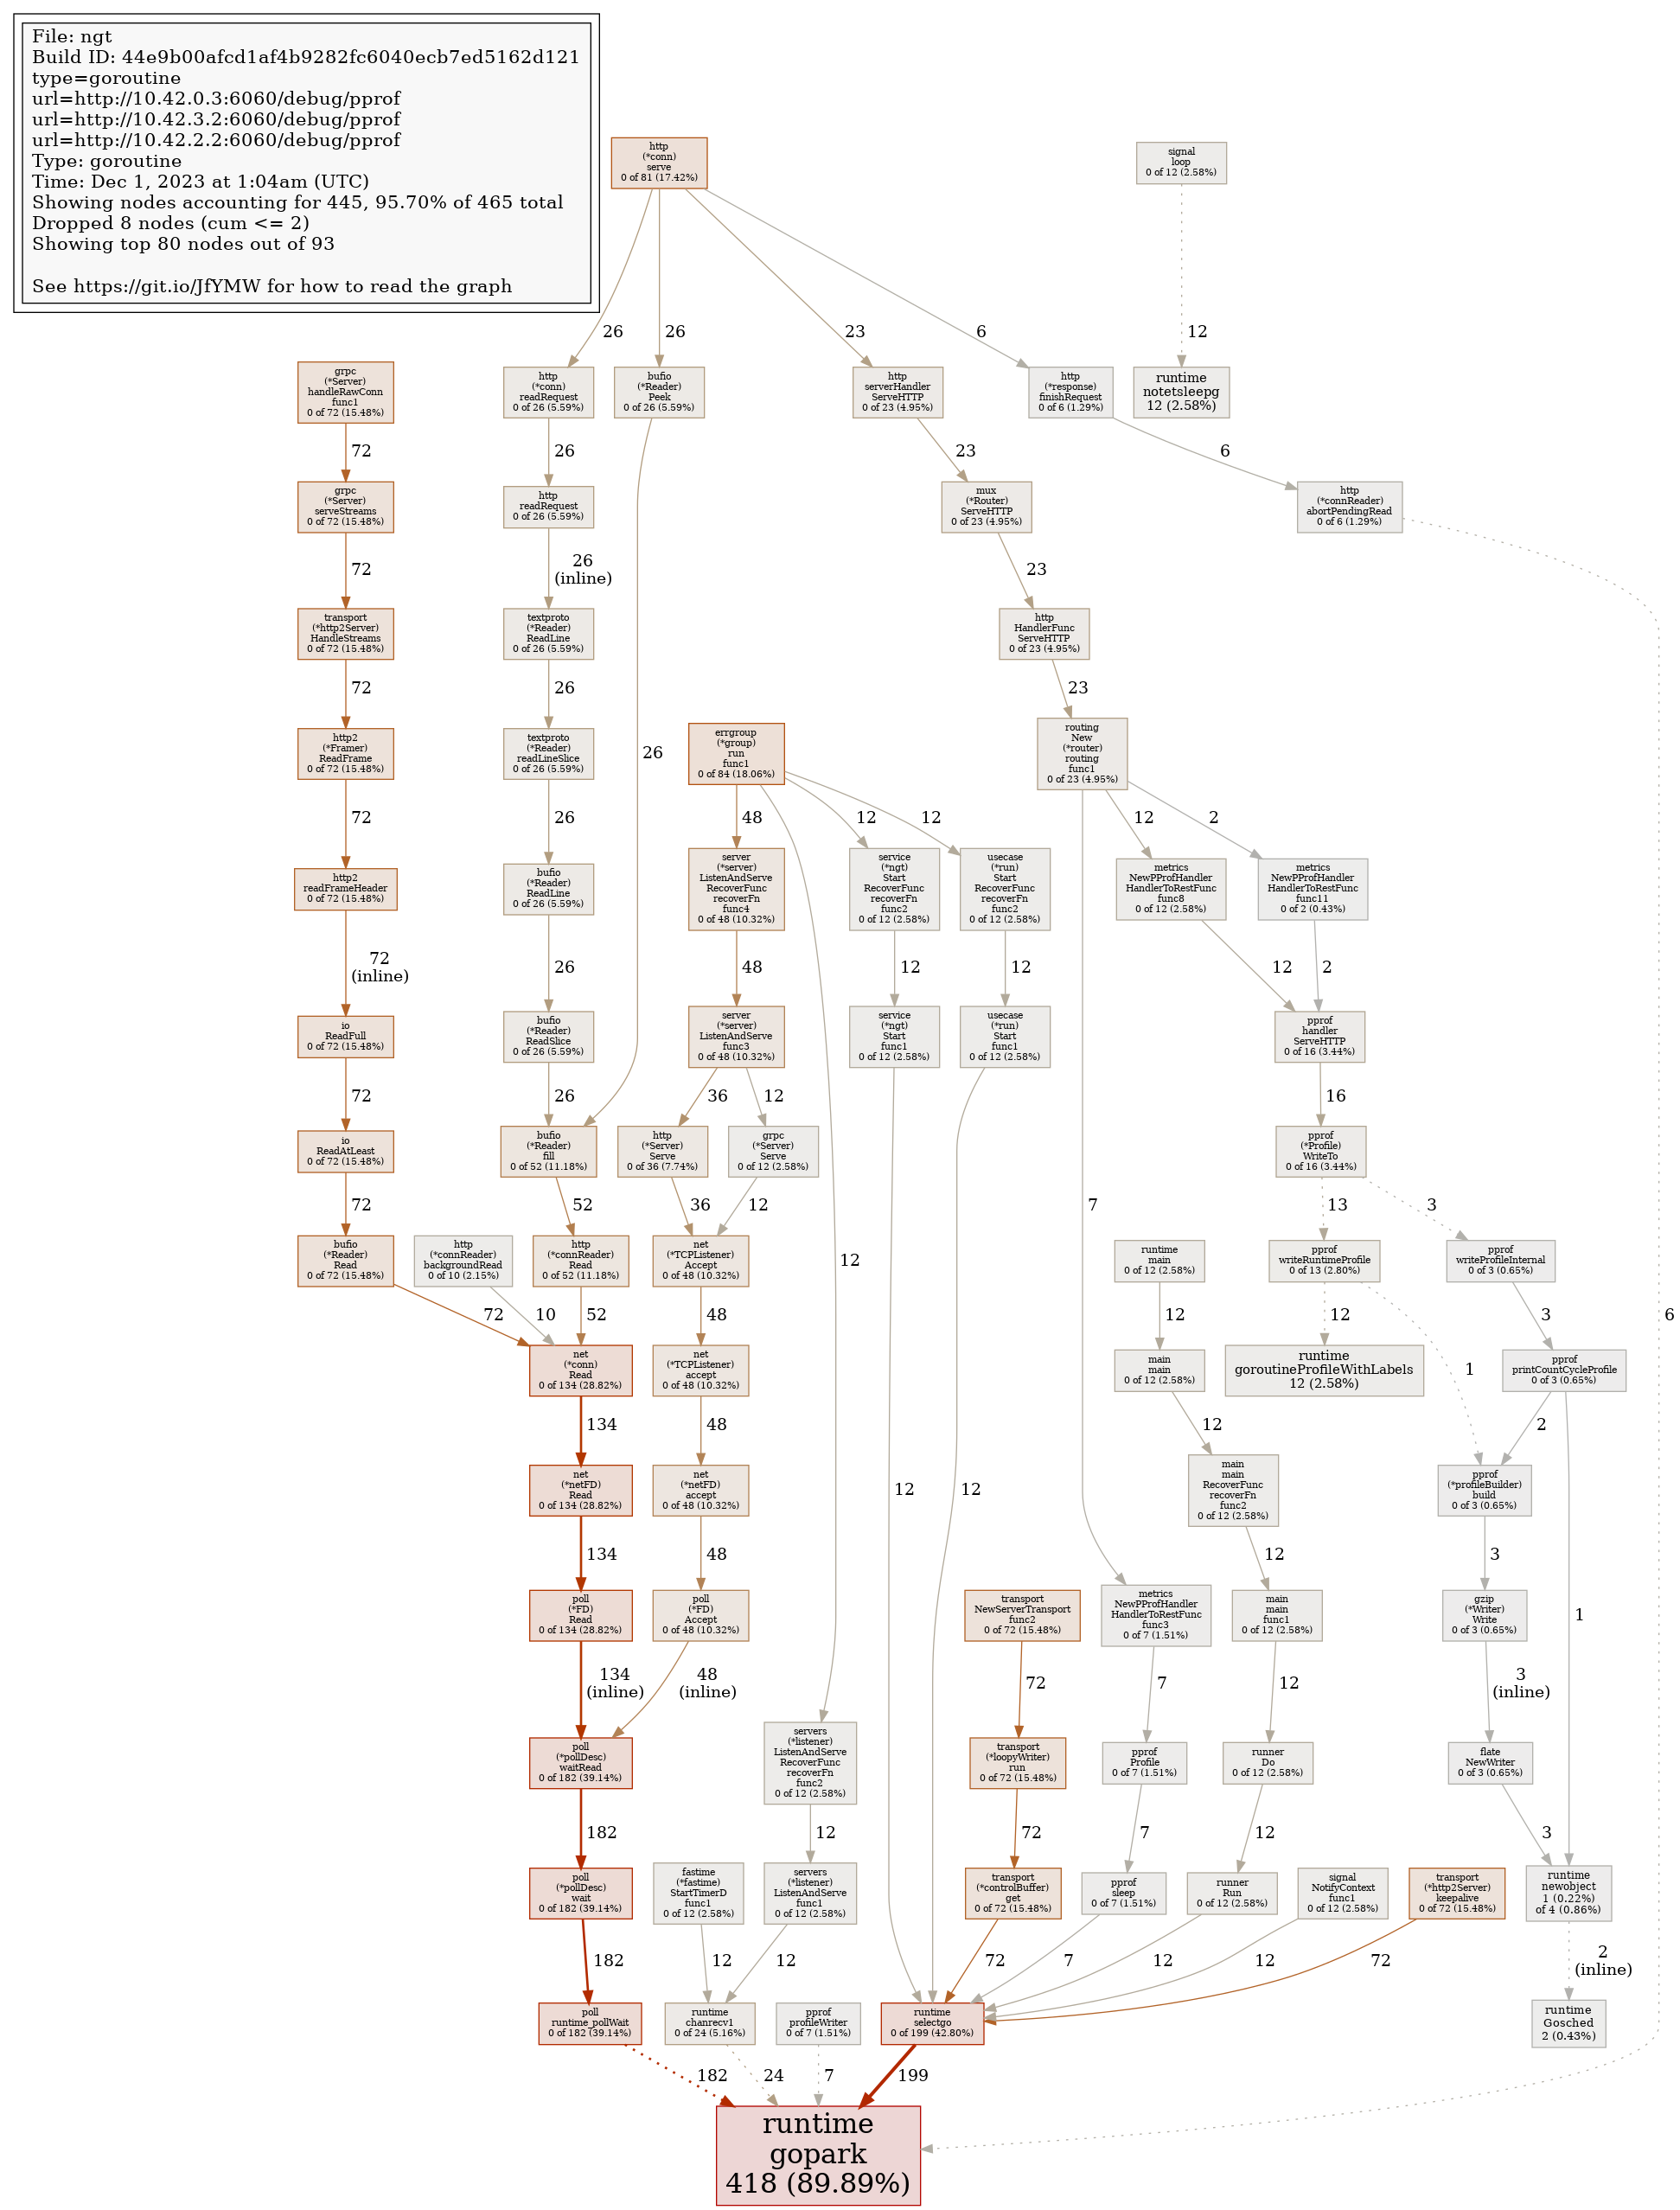 File: ngt
Build ID: 44e9b00afcd1af4b9282fc6040ecb7ed5162d121
type=goroutine
url=http://10.42.0.3:6060/debug/pprof
url=http://10.42.3.2:6060/debug/pprof
url=http://10.42.2.2:6060/debug/pprof
Type: goroutine
Time: Dec 1, 2023 at 1:04am (UTC)
Showing nodes accounting for 445, 95.70% of 465 total
Dropped 8 nodes (cum <= 2)
Showing top 80 nodes out of 93
See https://git.io/JfYMW for how to read the graph
http
(*conn)
serve
0 of 81 (17.42%)
signal
loop
0 of 12 (2.58%)
26
26
23
6
12
grpc
(*Server)
handleRawConn
func1
0 of 72 (15.48%)
http
(*conn)
readRequest
0 of 26 (5.59%)
bufio
(*Reader)
Peek
0 of 26 (5.59%)
http
serverHandler
ServeHTTP
0 of 23 (4.95%)
http
(*response)
finishRequest
0 of 6 (1.29%)
runtime
notetsleepg
12 (2.58%)
72
26
23
6
grpc
(*Server)
serveStreams
0 of 72 (15.48%)
http
readRequest
0 of 26 (5.59%)
mux
(*Router)
ServeHTTP
0 of 23 (4.95%)
http
(*connReader)
abortPendingRead
0 of 6 (1.29%)
72
26
(inline)
23
transport
(*http2Server)
HandleStreams
0 of 72 (15.48%)
textproto
(*Reader)
ReadLine
0 of 26 (5.59%)
http
HandlerFunc
ServeHTTP
0 of 23 (4.95%)
72
26
23
http2
(*Framer)
ReadFrame
0 of 72 (15.48%)
textproto
(*Reader)
readLineSlice
0 of 26 (5.59%)
26
errgroup
(*group)
run
func1
0 of 84 (18.06%)
routing
New
(*router)
routing
func1
0 of 23 (4.95%)
72
26
48
12
12
12
2
http2
readFrameHeader
0 of 72 (15.48%)
bufio
(*Reader)
ReadLine
0 of 26 (5.59%)
server
(*server)
ListenAndServe
RecoverFunc
recoverFn
func4
0 of 48 (10.32%)
service
(*ngt)
Start
RecoverFunc
recoverFn
func2
0 of 12 (2.58%)
usecase
(*run)
Start
RecoverFunc
recoverFn
func2
0 of 12 (2.58%)
metrics
NewPProfHandler
HandlerToRestFunc
func8
0 of 12 (2.58%)
metrics
NewPProfHandler
HandlerToRestFunc
func11
0 of 2 (0.43%)
72
(inline)
26
48
12
12
12
2
io
ReadFull
0 of 72 (15.48%)
bufio
(*Reader)
ReadSlice
0 of 26 (5.59%)
server
(*server)
ListenAndServe
func3
0 of 48 (10.32%)
service
(*ngt)
Start
func1
0 of 12 (2.58%)
usecase
(*run)
Start
func1
0 of 12 (2.58%)
pprof
handler
ServeHTTP
0 of 16 (3.44%)
72
26
36
12
16
io
ReadAtLeast
0 of 72 (15.48%)
bufio
(*Reader)
fill
0 of 52 (11.18%)
http
(*Server)
Serve
0 of 36 (7.74%)
grpc
(*Server)
Serve
0 of 12 (2.58%)
pprof
(*Profile)
WriteTo
0 of 16 (3.44%)
72
52
36
12
7
13
3
bufio
(*Reader)
Read
0 of 72 (15.48%)
http
(*connReader)
backgroundRead
0 of 10 (2.15%)
http
(*connReader)
Read
0 of 52 (11.18%)
net
(*TCPListener)
Accept
0 of 48 (10.32%)
12
runtime
main
0 of 12 (2.58%)
pprof
writeRuntimeProfile
0 of 13 (2.80%)
pprof
writeProfileInternal
0 of 3 (0.65%)
72
10
52
48
12
12
3
6
net
(*conn)
Read
0 of 134 (28.82%)
net
(*TCPListener)
accept
0 of 48 (10.32%)
main
main
0 of 12 (2.58%)
runtime
goroutineProfileWithLabels
12 (2.58%)
1
pprof
printCountCycleProfile
0 of 3 (0.65%)
134
48
12
2
net
(*netFD)
Read
0 of 134 (28.82%)
net
(*netFD)
accept
0 of 48 (10.32%)
12
12
main
main
RecoverFunc
recoverFn
func2
0 of 12 (2.58%)
pprof
(*profileBuilder)
build
0 of 3 (0.65%)
134
48
12
3
poll
(*FD)
Read
0 of 134 (28.82%)
poll
(*FD)
Accept
0 of 48 (10.32%)
transport
NewServerTransport
func2
0 of 72 (15.48%)
metrics
NewPProfHandler
HandlerToRestFunc
func3
0 of 7 (1.51%)
main
main
func1
0 of 12 (2.58%)
gzip
(*Writer)
Write
0 of 3 (0.65%)
1
134
(inline)
48
(inline)
72
7
12
3
(inline)
poll
(*pollDesc)
waitRead
0 of 182 (39.14%)
servers
(*listener)
ListenAndServe
RecoverFunc
recoverFn
func2
0 of 12 (2.58%)
transport
(*loopyWriter)
run
0 of 72 (15.48%)
pprof
Profile
0 of 7 (1.51%)
runner
Do
0 of 12 (2.58%)
flate
NewWriter
0 of 3 (0.65%)
182
12
72
7
12
3
poll
(*pollDesc)
wait
0 of 182 (39.14%)
fastime
(*fastime)
StartTimerD
func1
0 of 12 (2.58%)
servers
(*listener)
ListenAndServe
func1
0 of 12 (2.58%)
transport
(*controlBuffer)
get
0 of 72 (15.48%)
pprof
sleep
0 of 7 (1.51%)
runner
Run
0 of 12 (2.58%)
signal
NotifyContext
func1
0 of 12 (2.58%)
transport
(*http2Server)
keepalive
0 of 72 (15.48%)
runtime
newobject
1 (0.22%)
of 4 (0.86%)
182
12
12
72
7
12
12
72
2
(inline)
poll
runtime_pollWait
0 of 182 (39.14%)
runtime
chanrecv1
0 of 24 (5.16%)
pprof
profileWriter
0 of 7 (1.51%)
runtime
selectgo
0 of 199 (42.80%)
runtime
Gosched
2 (0.43%)
182
24
7
199
runtime
gopark
418 (89.89%)